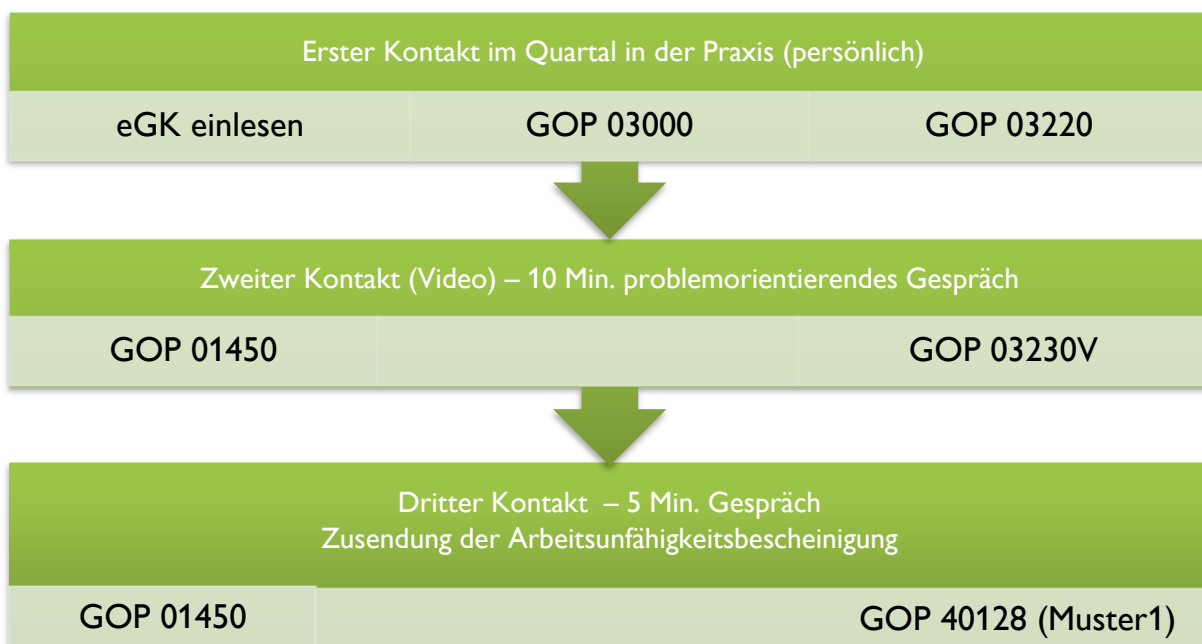 Erster Kontakt im Quartal in der Praxis (persönlich)
eGK einlesen GOP 03000 GOP 03220
Zweiter Kontakt (Video) – 10 Min. problemorientierendes Gespräch
GOP 01450 GOP 03230V
Dritter Kontakt – 5 Min. Gespräch
Zusendung der Arbeitsunfähigkeitsbescheinigung
GOP 01450 GOP 40128 (Muster1)